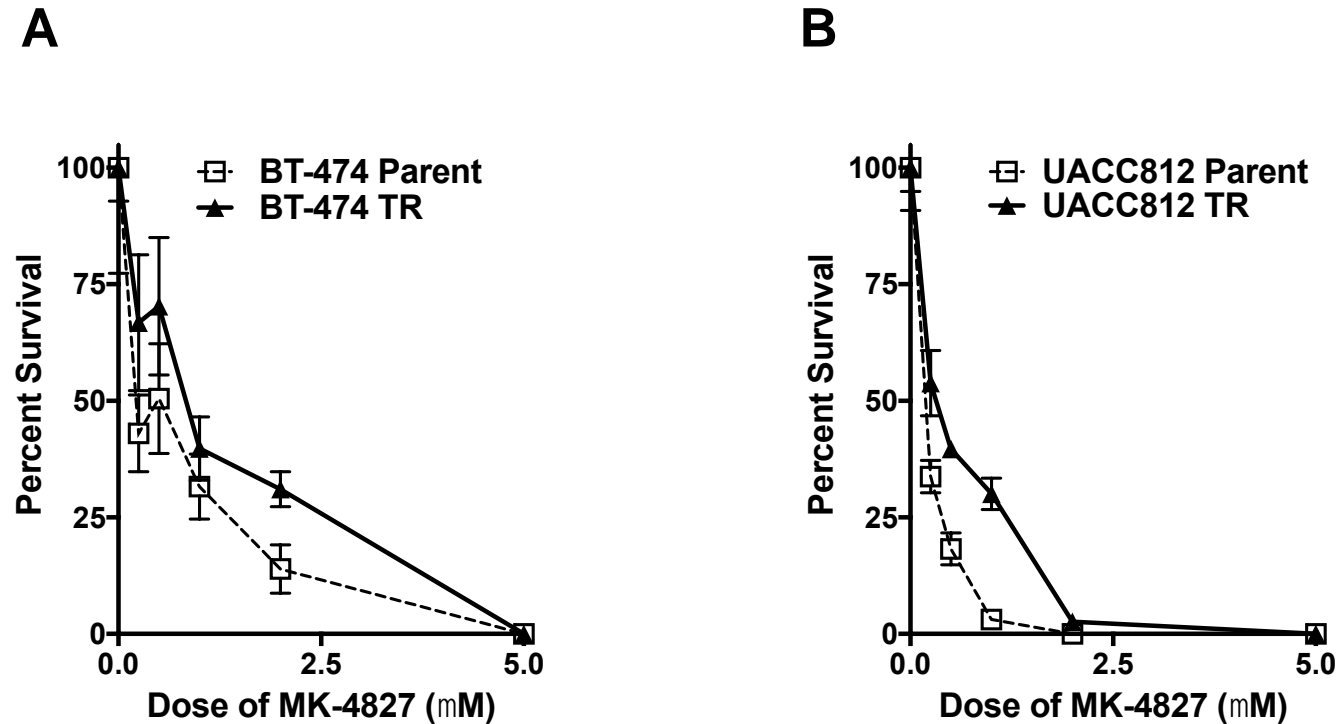 A
B
100
75
50
25
0
Percent Survival
BT-474 Parent
BT-474 TR
0.0
2.5
5.0
Dose of MK-4827 (mM)
100
75
50
25
0
Percent Survival
UACC812 Parent
UACC812 TR
0.0
2.5
5.0
Dose of MK-4827 (mM)